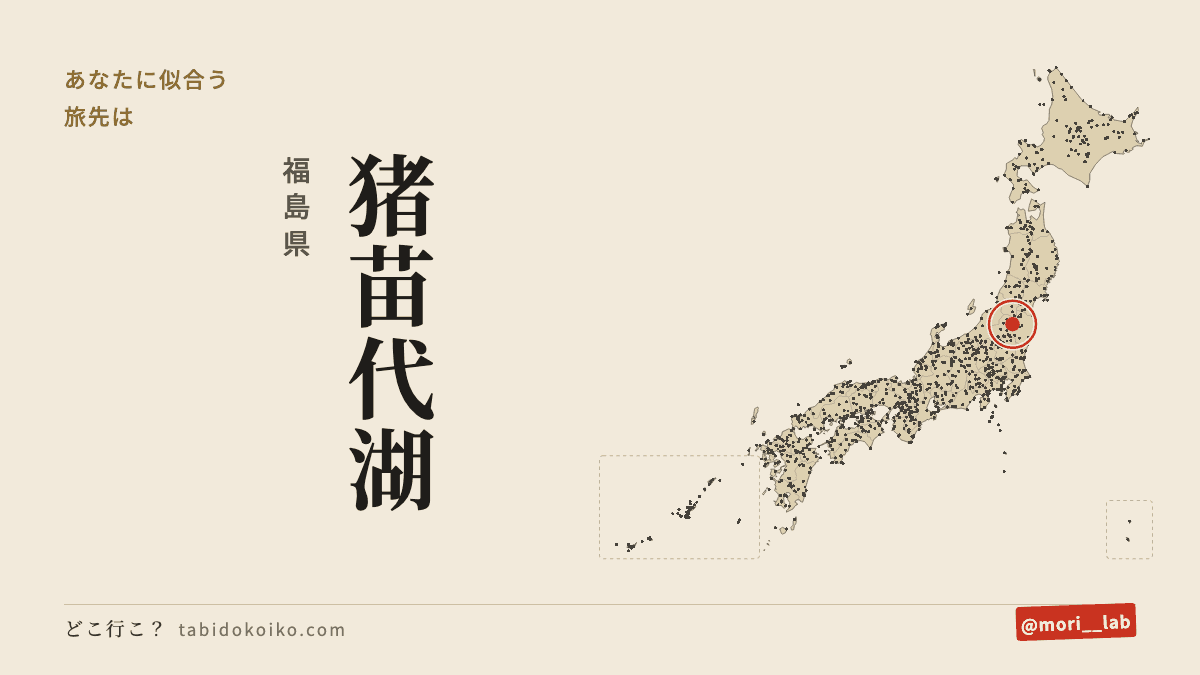 あなたに似合う
旅先は
猪苗代湖
福島県
どこ行こ？ tabidokoiko.com
@mori__lab